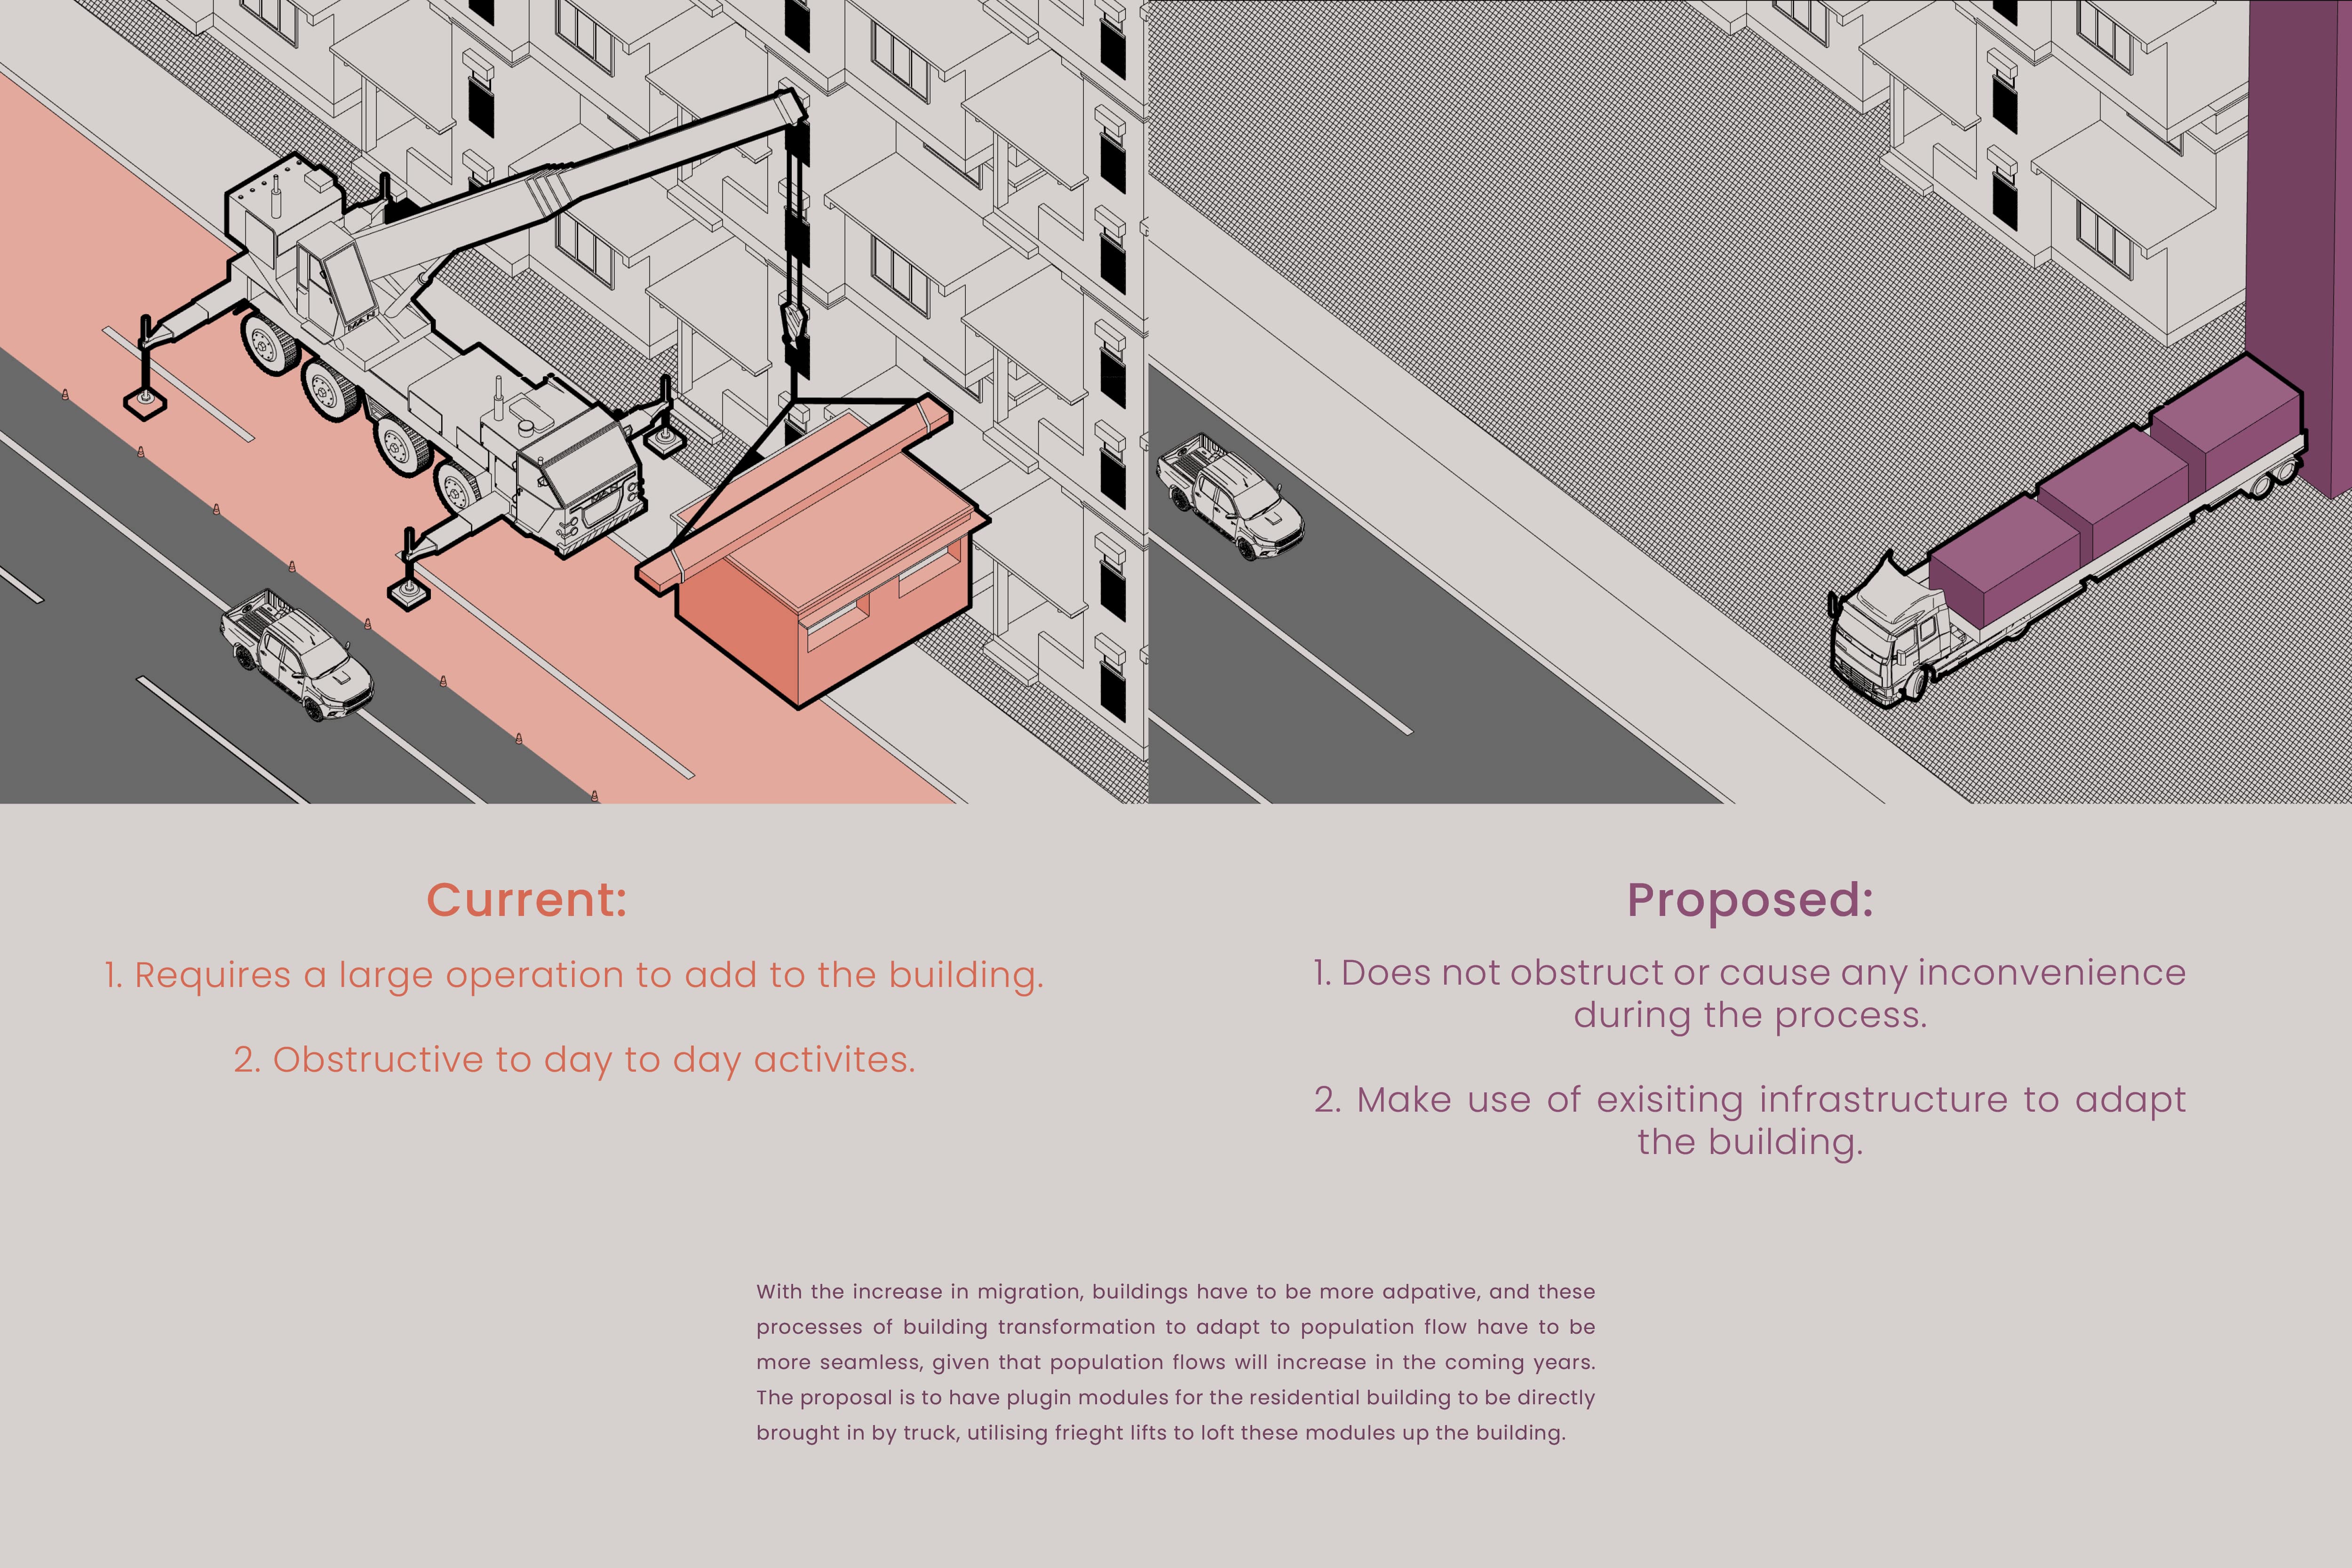 MAN
Current:
1. Requires a large operation to add to the building.
2. Obstructive to day to day activites.
Proposed:
1. Does not obstruct or cause any inconvenience
during the process.
2. Make use of exisiting infrastructure to adapt
the building.
With the increase in migration, buildings have to be more adpative, and these
processes of building transformation to adapt to population flow have to be
more seamless, given that population flows will increase in the coming years.
The proposal is to have plugin modules for the residential building to be directly
brought in by truck, utilising frieght lifts to loft these modules up the building.